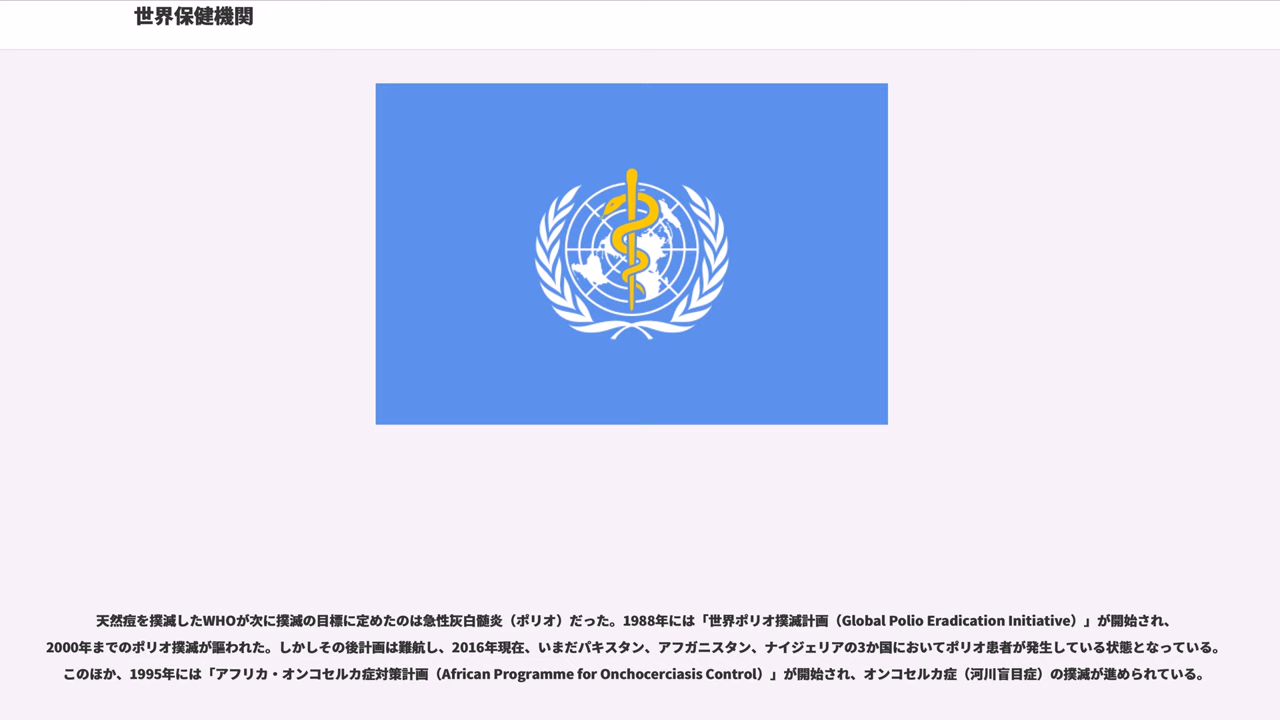 世界保健機関
天然痘を撲滅したWHOが次に撲滅の目標に定めたのは急性灰白髄炎（ポリオ）だった。1988年には「世界ポリオ撲滅計画（Global Polio Eradication Initiative）」が開始され、
2000年までのポリオ撲滅が謳われた。しかしその後計画は難航し、2016年現在、いまだパキスタン、アフガニスタン、ナイジェリアの3か国においてポリオ患者が発生している状態となっている。
このほか、1995年には「アフリカ・オンコセルカ症対策計画（African Programme for Onchocerciasis Control）」が開始され、オンコセルカ症（河川盲目症）の撲滅が進められている。